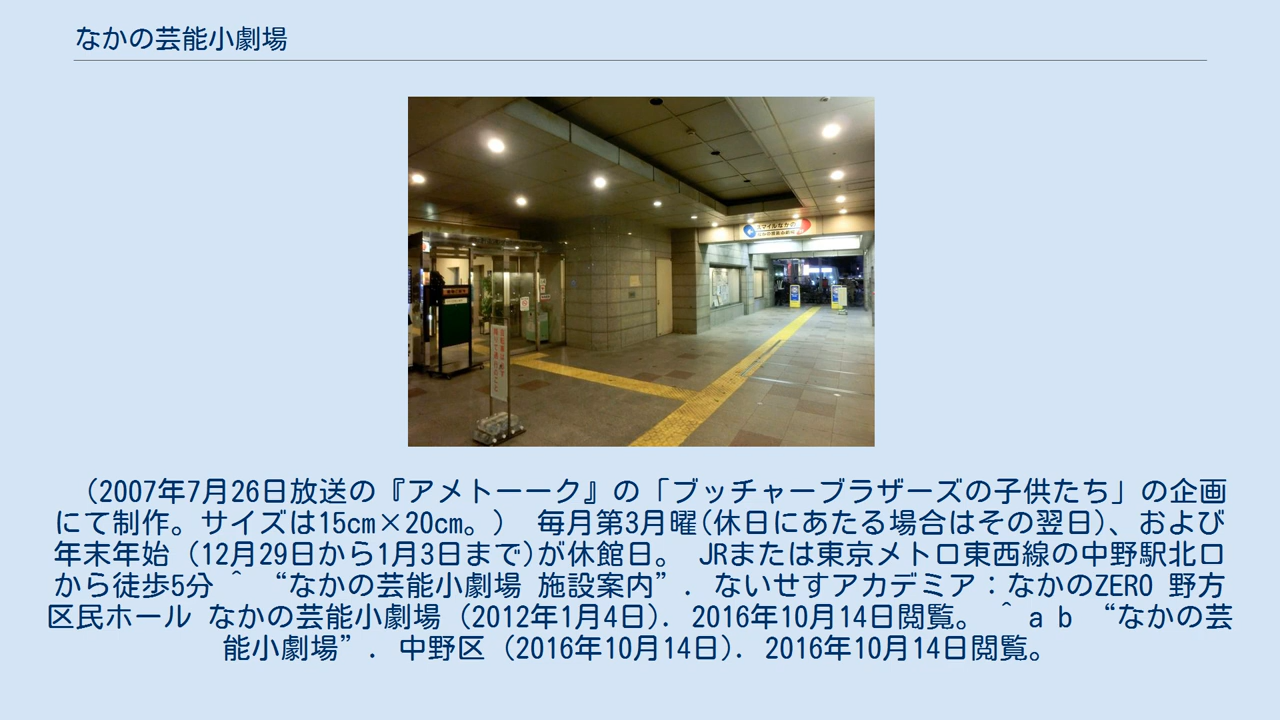 なかの芸能小劇場
スマイルなかの
(2007年7月26日放送の『アメトーーク』の「ブッチャーブラザーズの子供たち」の企画
にて制作。サイズは15cm×20cm。) 毎月第3月曜(休日にあたる場合はその翌日)、および
年末年始 (12月29日から1月3日まで)が休館日。 JRまたは東京メトロ東西線の中野駅北口
から徒歩5分 ^ “なかの芸能小劇場 施設案内”. ないせすアカデミア：なかのZERO 野方
区民ホール なかの芸能小劇場 (2012年1月4日). 2016年10月14日閲覧。 ^ a b “なかの芸
能小劇場”. 中野区 (2016年10月14日). 2016年10月14日閲覧。